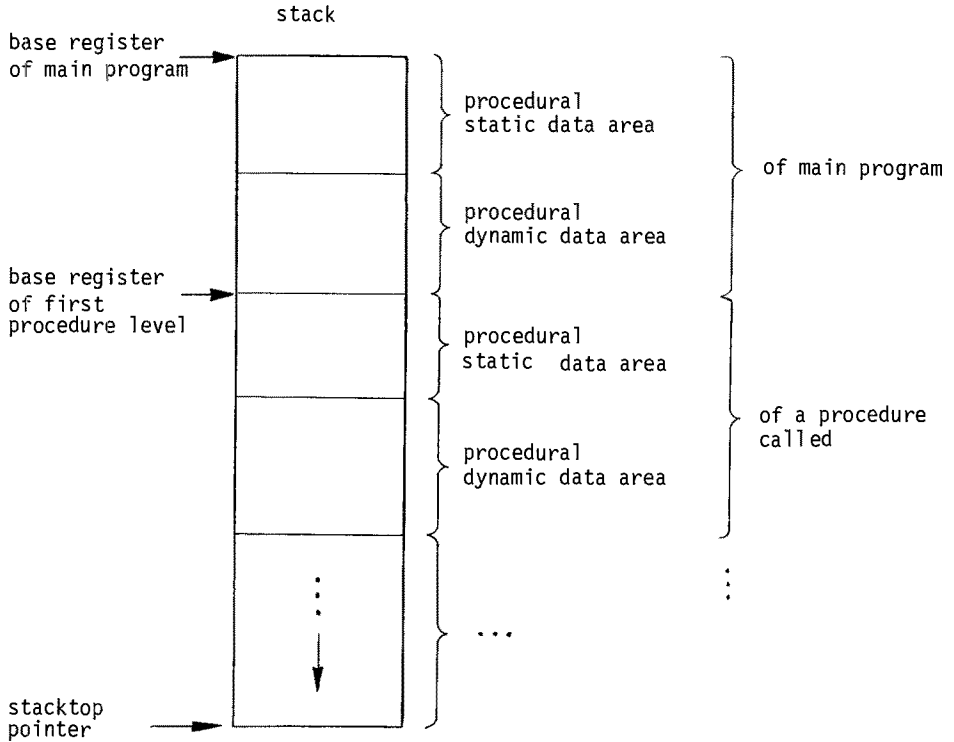 stack
base register
of main program
procedural
static data area
of main program
procedural
dynamic data area
base register
of first
procedure level
procedural
static data area
of a procedure
called
procedural
dynamic data area
...
stacktop
pointer